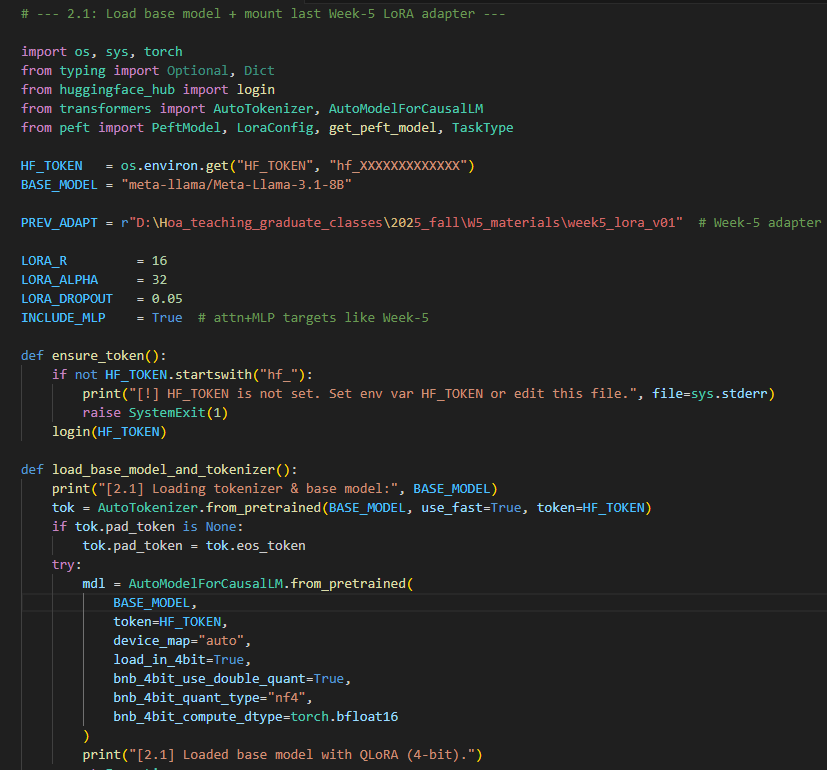 # --- 2.1: Load base model + mount last Week-5 LoRA adapter ---
import os, sys, torch
from typing import Optional, Dict
from huggingface_hub import login
from transformers import AutoTokenizer, AutoModelForCausalLM
from peft import PeftModel, LoraConfig, get_peft_model, TaskType
HF_TOKEN   = os.environ.get("HF_TOKEN", "hf_XXXXXXXXXXXXX")
BASE_MODEL = "meta-llama/Meta-Llama-3.1-8B"
PREV_ADAPT = r"D:\Hoa_teaching_graduate_classes\2025_fall\W5_materials\week5_lora_v01"  # Week-5 adapter
LORA_R         = 16
LORA_ALPHA     = 32
LORA_DROPOUT   = 0.05
INCLUDE_MLP    = True  # attn+MLP targets like Week-5
def ensure_token():
    if not HF_TOKEN.startswith("hf_"):
        print("[!] HF_TOKEN is not set. Set env var HF_TOKEN or edit this file.", file=sys.stderr)
        raise SystemExit(1)
    login(HF_TOKEN)
def load_base_model_and_tokenizer():
    print("[2.1] Loading tokenizer & base model:", BASE_MODEL)
    tok = AutoTokenizer.from_pretrained(BASE_MODEL, use_fast=True, token=HF_TOKEN)
    if tok.pad_token is None:
        tok.pad_token = tok.eos_token
    try:
        mdl = AutoModelForCausalLM.from_pretrained(
            BASE_MODEL,
            token=HF_TOKEN,
            device_map="auto",
            load_in_4bit=True,
            bnb_4bit_use_double_quant=True,
            bnb_4bit_quant_type="nf4",
            bnb_4bit_compute_dtype=torch.bfloat16
        )
        print("[2.1] Loaded base model with QLoRA (4-bit).")